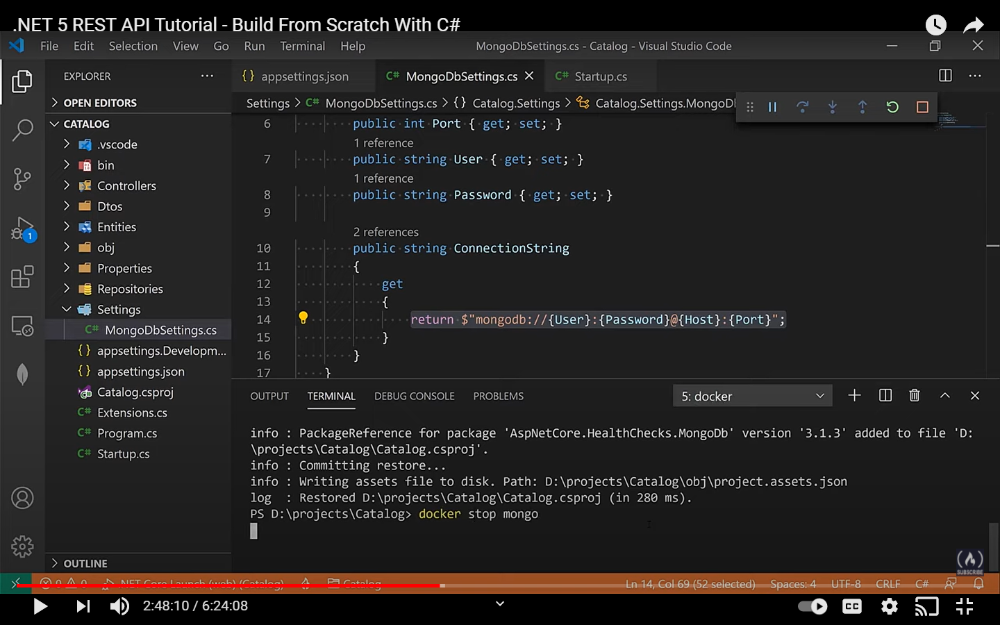 .NET 5 REST API Tutorial - Build From Scratch With C#
File Edit Selection View Go Run Terminal Help
MongoDbSettings.cs - Catalog - Visual Studio Code
EXPLORER
OPEN EDITORS
CATALOG
.vscode
bin
Controllers
Dtos
Entities
obj
Properties
Repositories
Settings
C# MongoDbSettings.cs
{} appsettings.Developm...
{} appsettings.json
Catalog.csproj
C# Extensions.cs
C# Program.cs
C# Startup.cs
OUTLINE
1
{} appsettings.json
C# MongoDbSettings.cs
C# Startup.cs
Settings > C# MongoDbSettings.cs > {} Catalog.Settings > Catalog.Settings.MongoDb
6 public int Port { get; set; }
1 reference
7 public string User { get; set; }
1 reference
8 public string Password { get; set; }
9
2 references
10 public string ConnectionString
11 {
12 get
13 {
14 return $"mongodb://{User}:{Password}@{Host}:{Port}";
15 }
16 }
17 }
OUTPUT TERMINAL DEBUG CONSOLE PROBLEMS
5: docker
info : PackageReference for package 'AspNetCore.HealthChecks.MongoDb' version '3.1.3' added to file 'D:
\projects\Catalog\Catalog.csproj'.
info : Committing restore...
info : Writing assets file to disk. Path: D:\projects\Catalog\obj\project.assets.json
log : Restored D:\projects\Catalog\Catalog.csproj (in 280 ms).
PS D:\projects\Catalog> docker stop mongo
SUBSCRIBE
0 0 .NET Core Launch (web) (Catalog) Catalog
Ln 14, Col 69 (52 selected) Spaces: 4 UTF-8 CRLF C#
2:48:10 / 6:24:08
CC